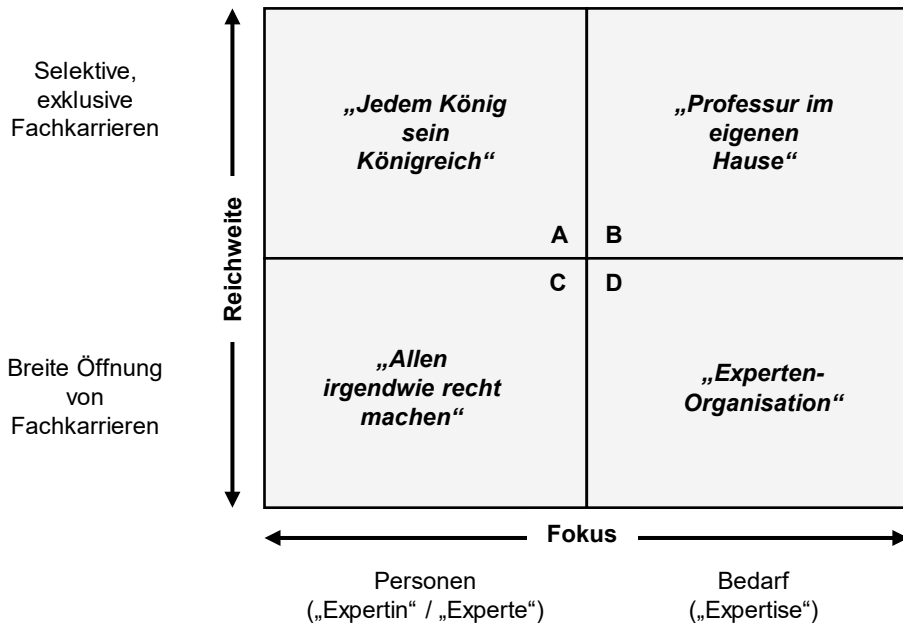 Selektive,
exklusive
Fachkarrieren
„Jedem König
sein
Königreich“
„Professur im
eigenen
Hause“
A
B
Reichweite
C
D
Breite Öffnung
von
Fachkarrieren
„Allen
irgendwie recht
machen“
„Experten-
Organisation“
Fokus
Personen
(„Expertin“ / „Experte“)
Bedarf
(„Expertise“)